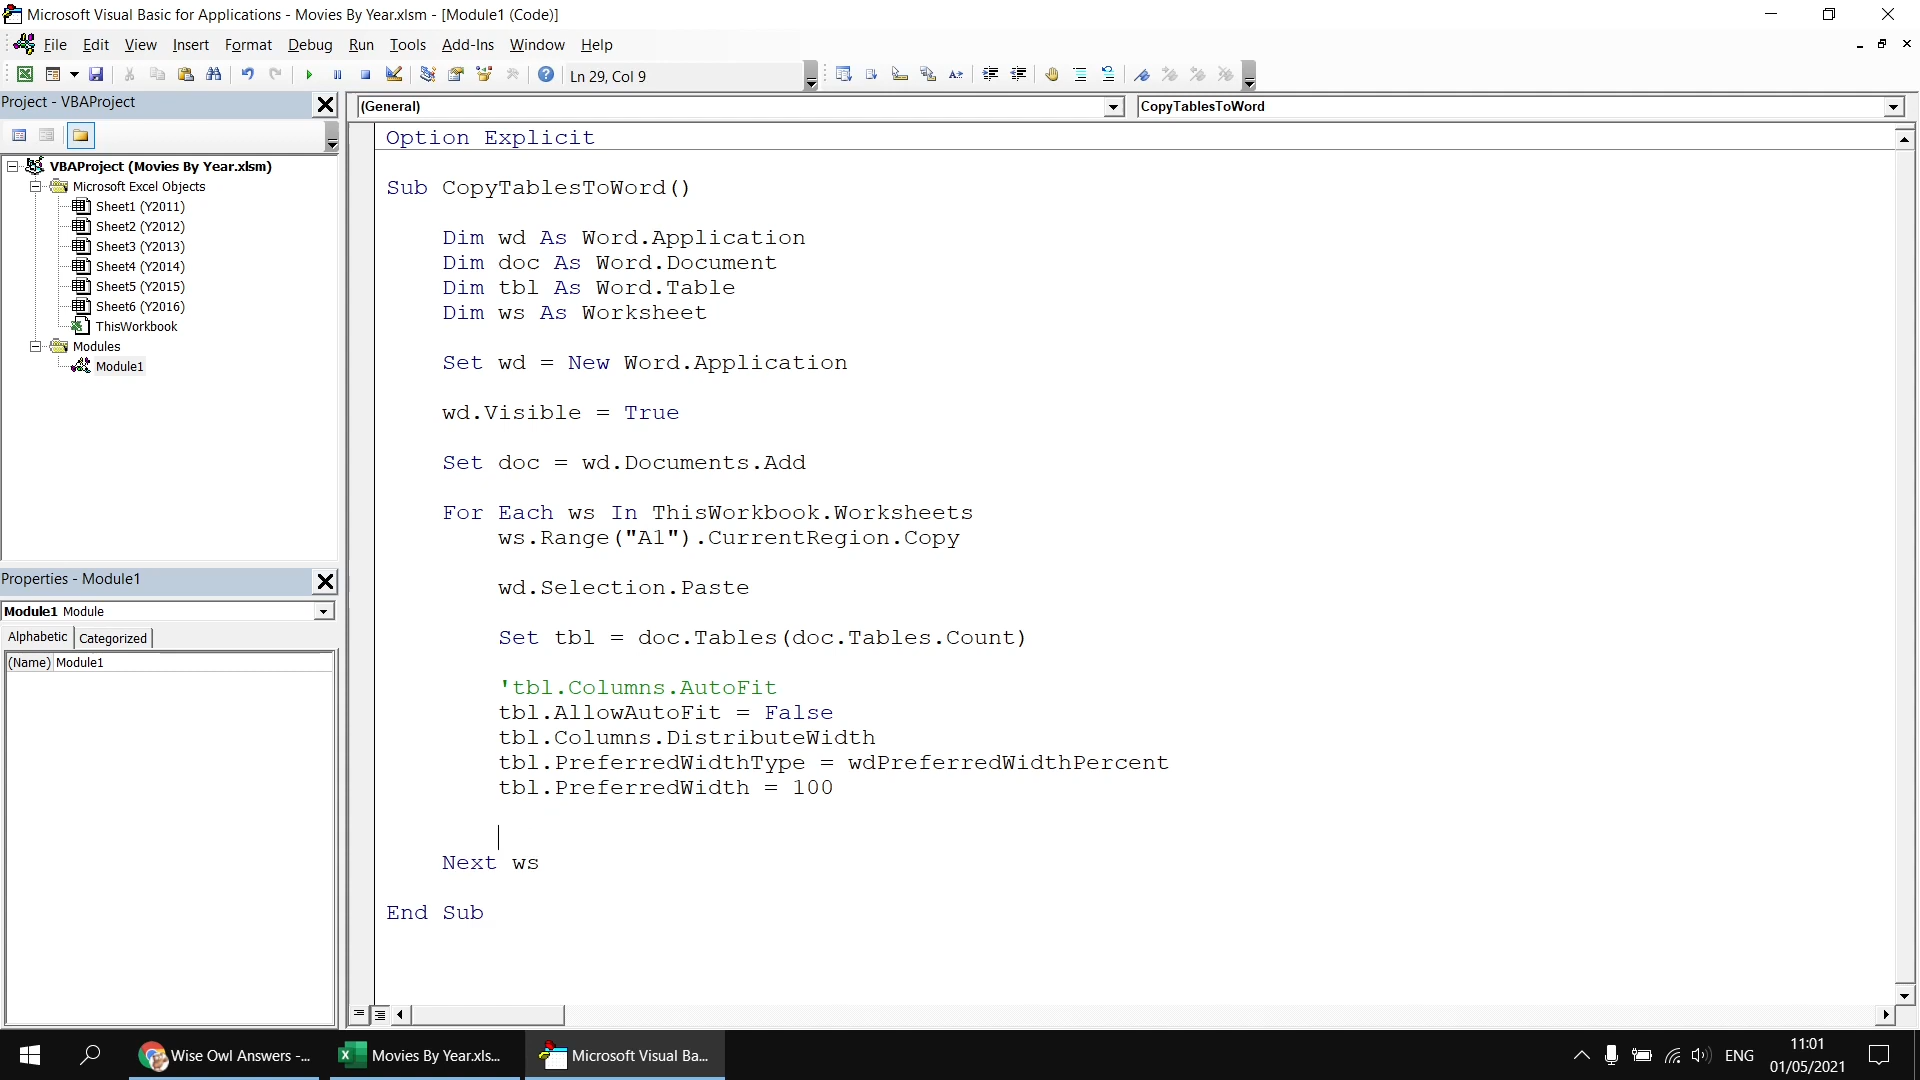 Microsoft Visual Basic for Applications - Movies By Year.xlsm - [Module1 (Code)]
File Edit View Insert Format Debug Run Tools Add-Ins Window Help
Ln 29, Col 9
Project - VBAProject
(General)
CopyTablesToWord
VBAProject (Movies By Year.xlsm)
Microsoft Excel Objects
Sheet1 (Y2011)
Sheet2 (Y2012)
Sheet3 (Y2013)
Sheet4 (Y2014)
Sheet5 (Y2015)
Sheet6 (Y2016)
ThisWorkbook
Modules
Module1
Properties - Module1
Module1 Module
Alphabetic Categorized
(Name) Module1
Option Explicit
Sub CopyTablesToWord()
Dim wd As Word.Application
Dim doc As Word.Document
Dim tbl As Word.Table
Dim ws As Worksheet
Set wd = New Word.Application
wd.Visible = True
Set doc = wd.Documents.Add
For Each ws In ThisWorkbook.Worksheets
ws.Range("A1").CurrentRegion.Copy
wd.Selection.Paste
Set tbl = doc.Tables(doc.Tables.Count)
'tbl.Columns.AutoFit
tbl.AllowAutoFit = False
tbl.Columns.DistributeWidth
tbl.PreferredWidthType = wdPreferredWidthPercent
tbl.PreferredWidth = 100
Next ws
End Sub
Wise Owl Answers -...
Movies By Year.xls...
Microsoft Visual Ba...
ENG
11:01
01/05/2021